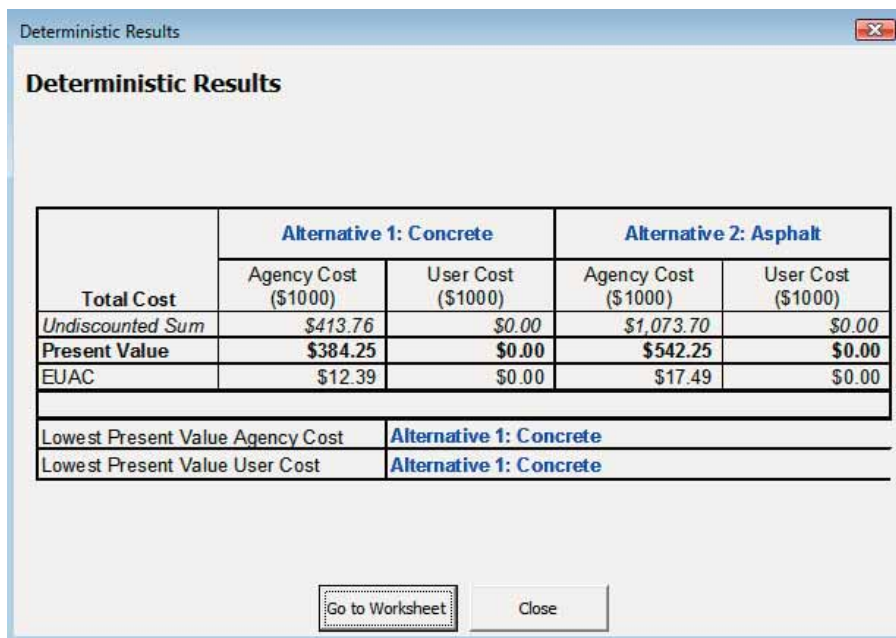 Deterministic Results
Deterministic Results
Alternative 1: Concrete Alternative 2: Asphalt
Total Cost Agency Cost ($1000) User Cost ($1000) Agency Cost ($1000) User Cost ($1000)
Undiscounted Sum $413.76 $0.00 $1,073.70 $0.00
Present Value $384.25 $0.00 $542.25 $0.00
EUAC $12.39 $0.00 $17.49 $0.00
Lowest Present Value Agency Cost Alternative 1: Concrete
Lowest Present Value User Cost Alternative 1: Concrete
Go to Worksheet Close